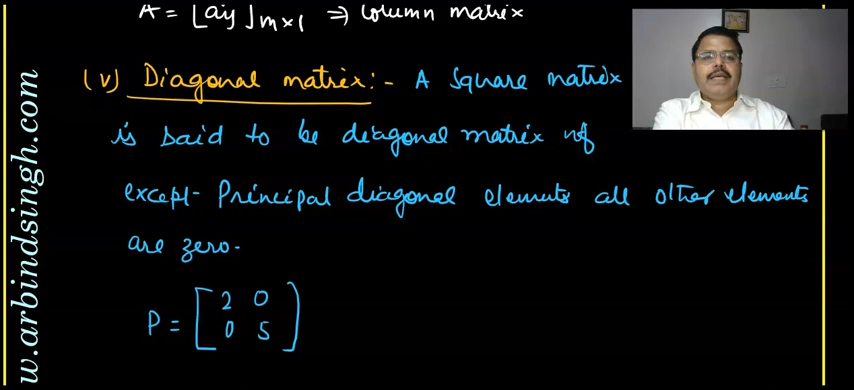 A = [aij]m×1 ⇒ Column matrix
(v) Diagonal matrix:- A Square matrix
is said to be diagonal matrix if
except Principal diagonal elements all other elements
are zero.
P = [2 0
0 5]
w.arbindsingh.com